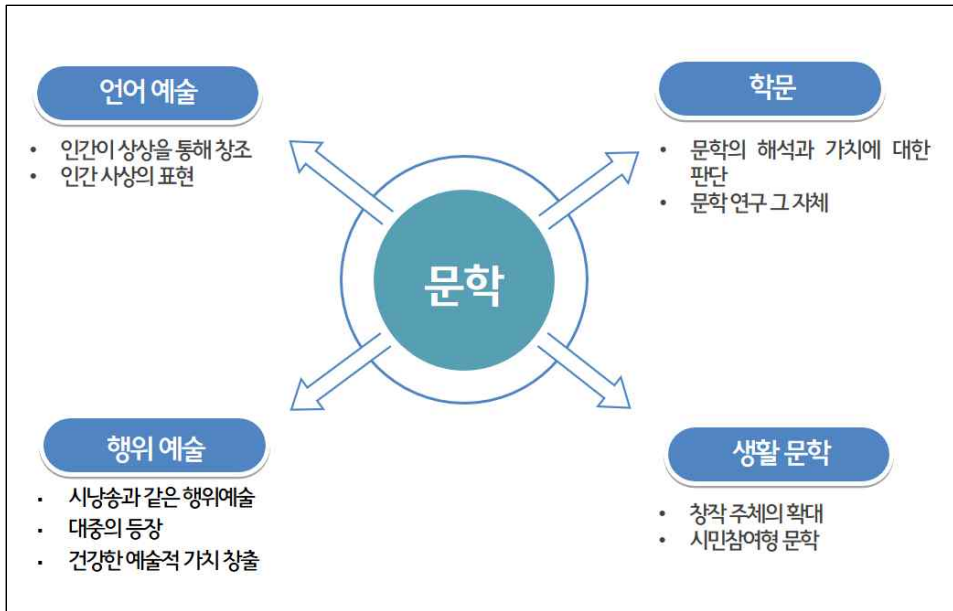 언어 예술
• 인간이 상상을 통해 창조
• 인간 사상의 표현
학문
• 문학의 해석과 가치에 대한
판단
• 문학 연구 그 자체
문학
행위 예술
▪ 시낭송과 같은 행위예술
▪ 대중의 등장
▪ 건강한 예술적 가치 창출
생활 문학
• 창작 주체의 확대
• 시민참여형 문학